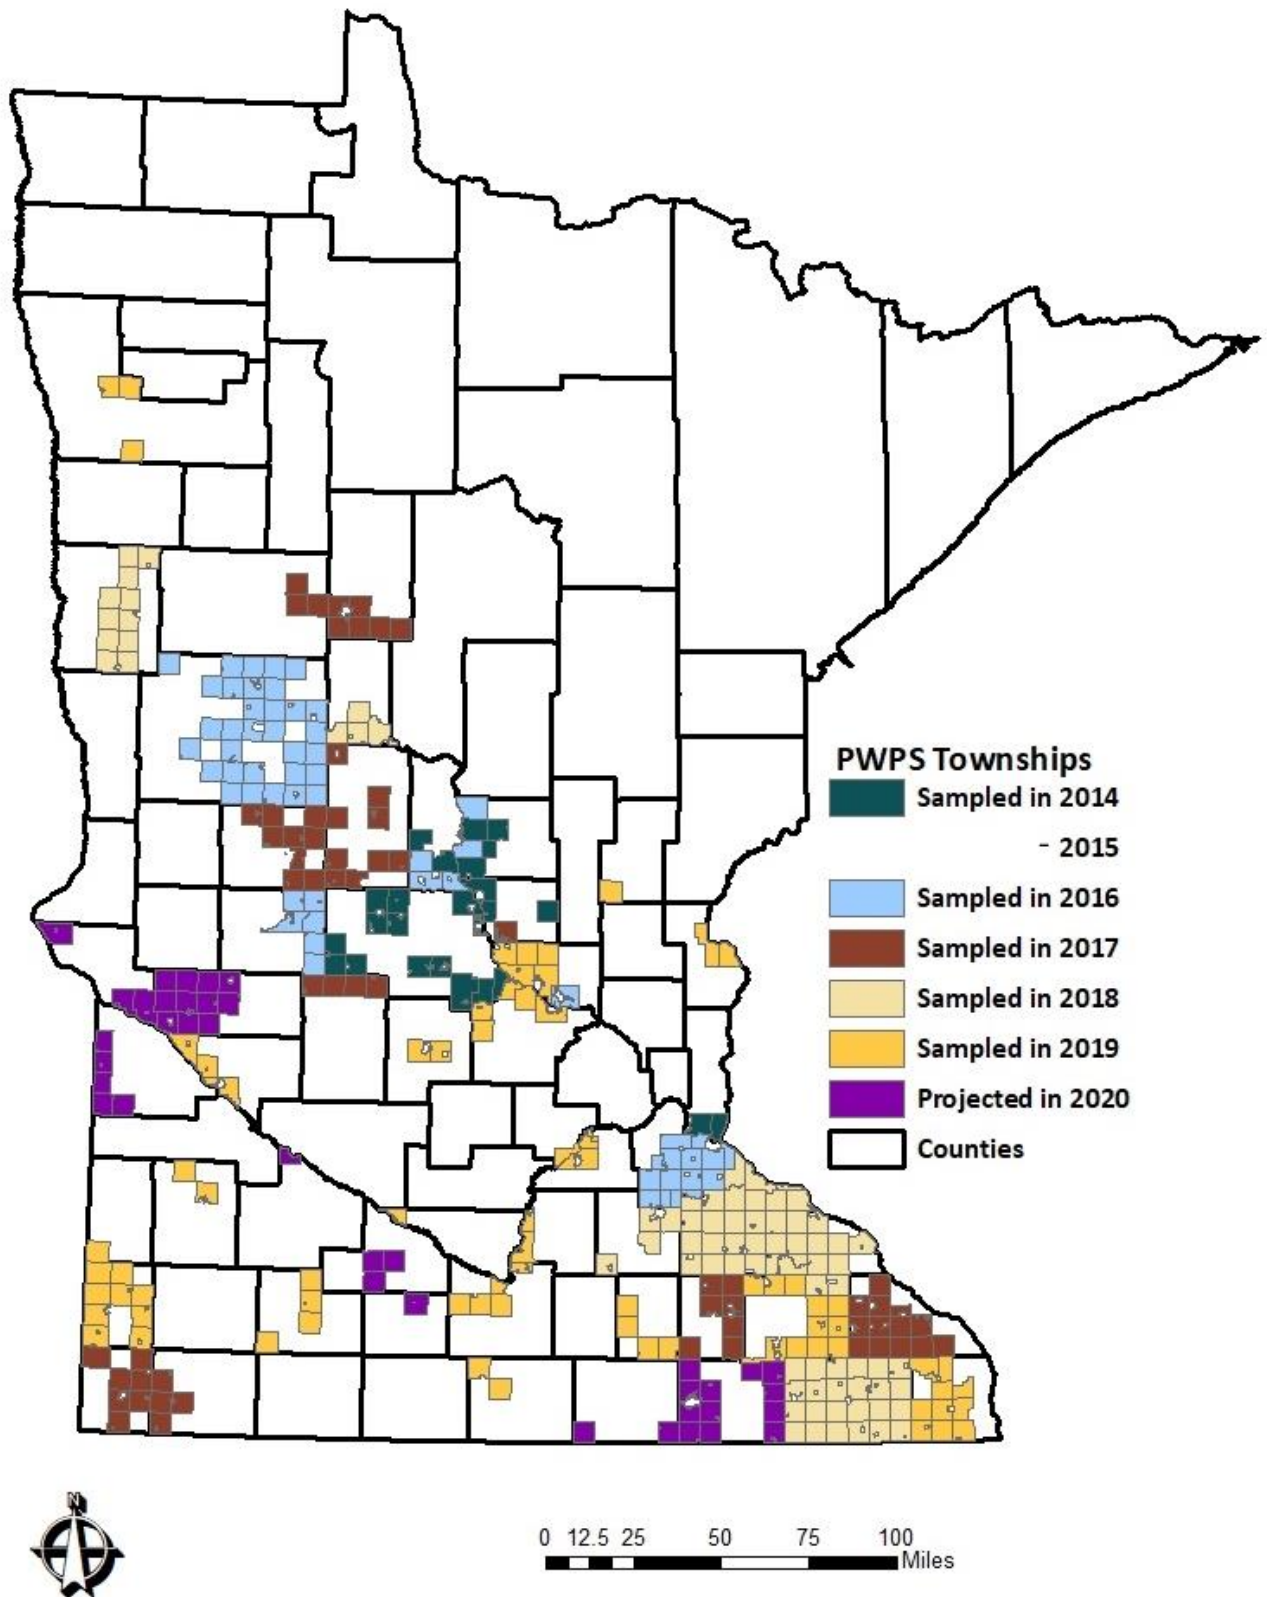 PWPS Townships
Sampled in 2014
- 2015
Sampled in 2016
Sampled in 2017
Sampled in 2018
Sampled in 2019
Projected in 2020
Counties
N
0 12.5 25 50 75 100
Miles